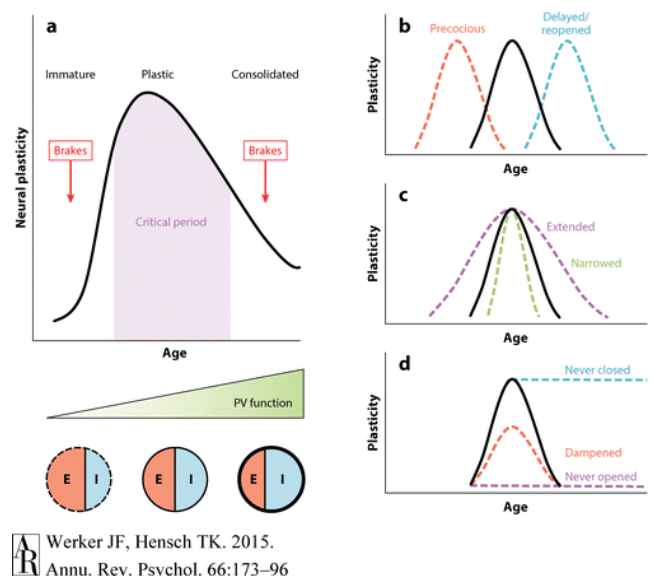 a
Immature
Plastic
Consolidated
Brakes
Brakes
Critical period
Neural plasticity
Age
PV function
E I
E I
E I
b
Precocious
Delayed/
reopened
Plasticity
Age
c
Extended
Narrowed
Plasticity
Age
d
Never closed
Dampened
Never opened
Plasticity
Age
AR
Werker JF, Hensch TK. 2015.
Annu. Rev. Psychol. 66:173–96